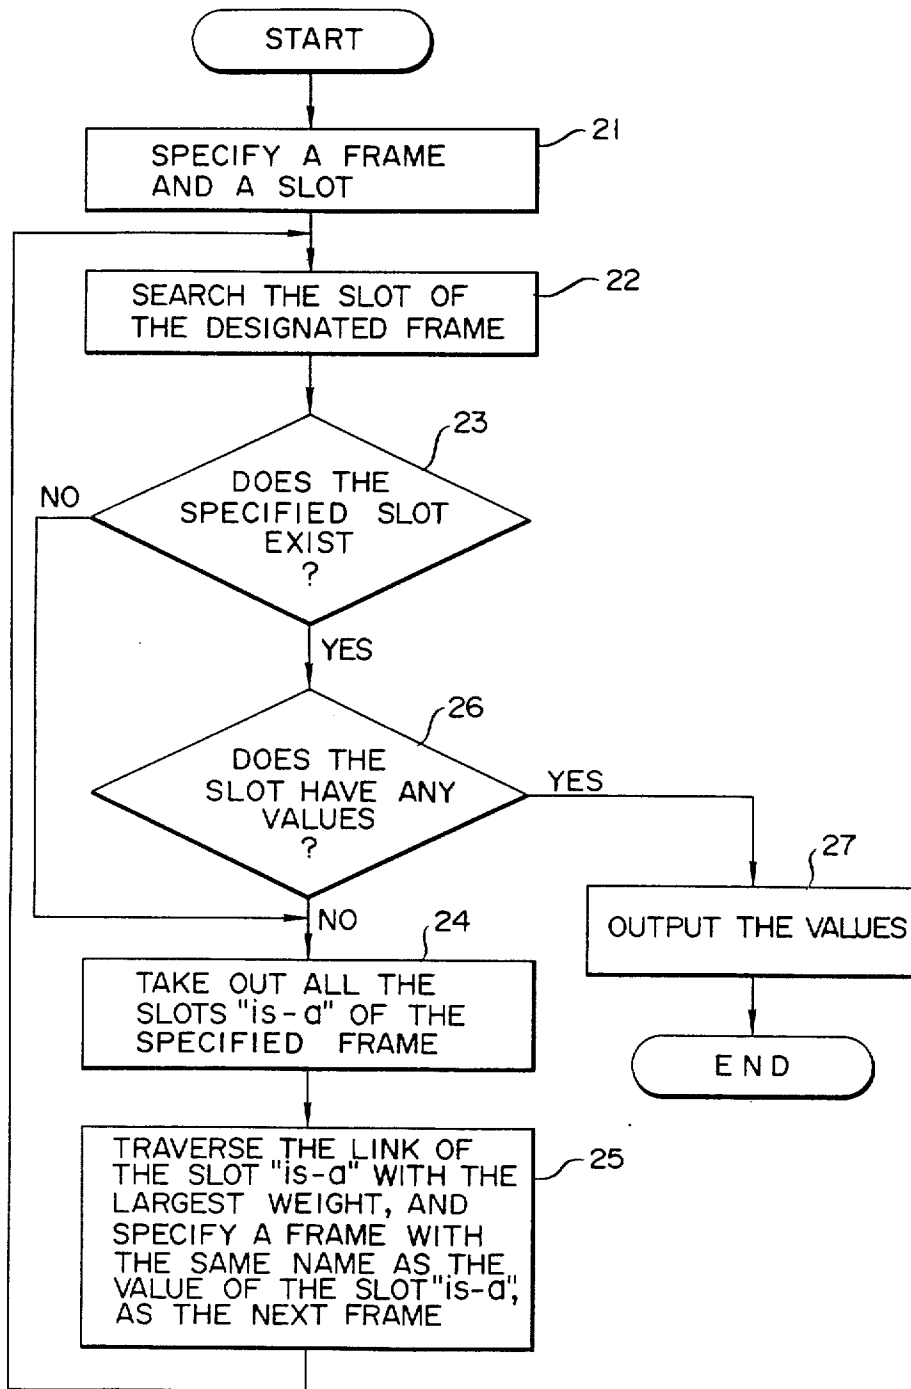 START
21
SPECIFY A FRAME
AND A SLOT
22
SEARCH THE SLOT OF
THE DESIGNATED FRAME
23
NO
DOES THE
SPECIFIED SLOT
EXIST
?
YES
26
DOES THE
SLOT HAVE ANY
VALUES
?
YES
27
OUTPUT THE VALUES
END
NO
24
TAKE OUT ALL THE
SLOTS "is-a" OF THE
SPECIFIED FRAME
25
TRAVERSE THE LINK OF
THE SLOT "is-a" WITH THE
LARGEST WEIGHT, AND
SPECIFY A FRAME WITH
THE SAME NAME AS THE
VALUE OF THE SLOT "is-a",
AS THE NEXT FRAME